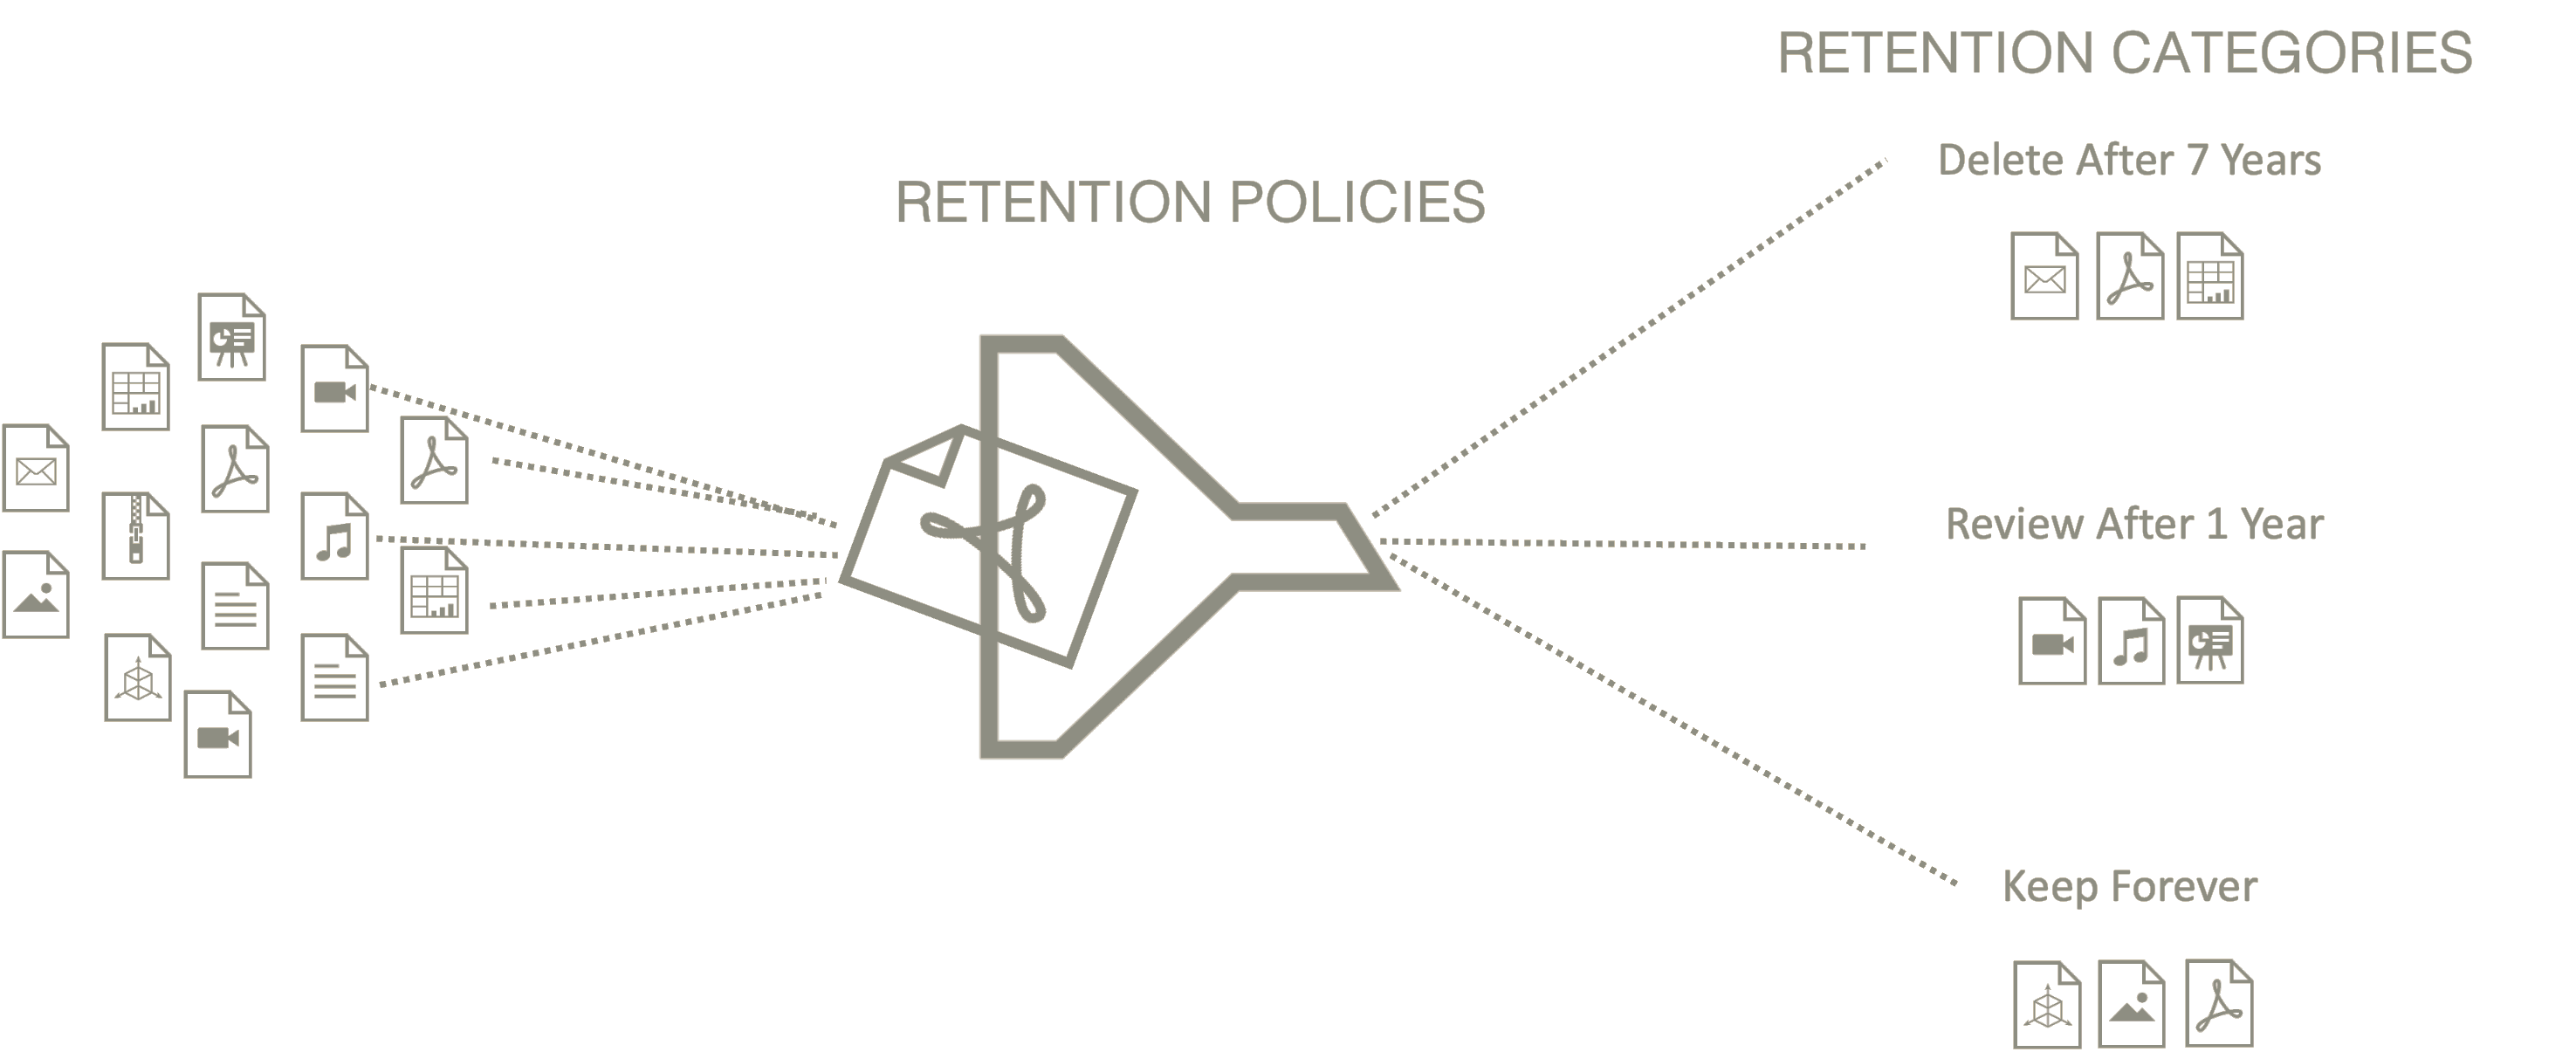 RETENTION CATEGORIES
Delete After 7 Years
RETENTION POLICIES
Review After 1 Year
Keep Forever